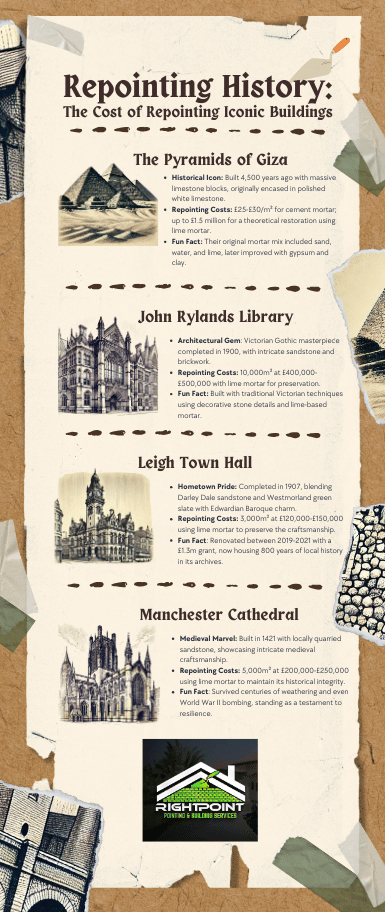 Repointing History:
The Cost of Repointing Iconic Buildings
The Pyramids of Giza
• Historical Icon: Built 4,500 years ago with massive
limestone blocks, originally encased in polished
white limestone.
• Repointing Costs: £25-£30/m² for cement mortar;
up to £1.5 million for a theoretical restoration using
lime mortar.
• Fun Fact: Their original mortar mix included sand,
water, and lime, later improved with gypsum and
clay.
John Rylands Library
• Architectural Gem: Victorian Gothic masterpiece
completed in 1900, with intricate sandstone and
brickwork.
• Repointing Costs: 10,000m² at £400,000-
£500,000 with lime mortar for preservation.
• Fun Fact: Built with traditional Victorian techniques
using decorative stone details and lime-based
mortar.
Leigh Town Hall
• Hometown Pride: Completed in 1907, blending
Darley Dale sandstone and Westmorland green
slate with Edwardian Baroque charm.
• Repointing Costs: 3,000m² at £120,000-£150,000
using lime mortar to preserve the craftsmanship.
• Fun Fact: Renovated between 2019-2021 with a
£1.3m grant, now housing 800 years of local history
in its archives.
Manchester Cathedral
• Medieval Marvel: Built in 1421 with locally quarried
sandstone, showcasing intricate medieval
craftsmanship.
• Repointing Costs: 5,000m² at £200,000-£250,000
using lime mortar to maintain its historical integrity.
• Fun Fact: Survived centuries of weathering and even
World War II bombing, standing as a testament to
resilience.
RIGHTPOINT
POINTING & BUILDING SERVICES